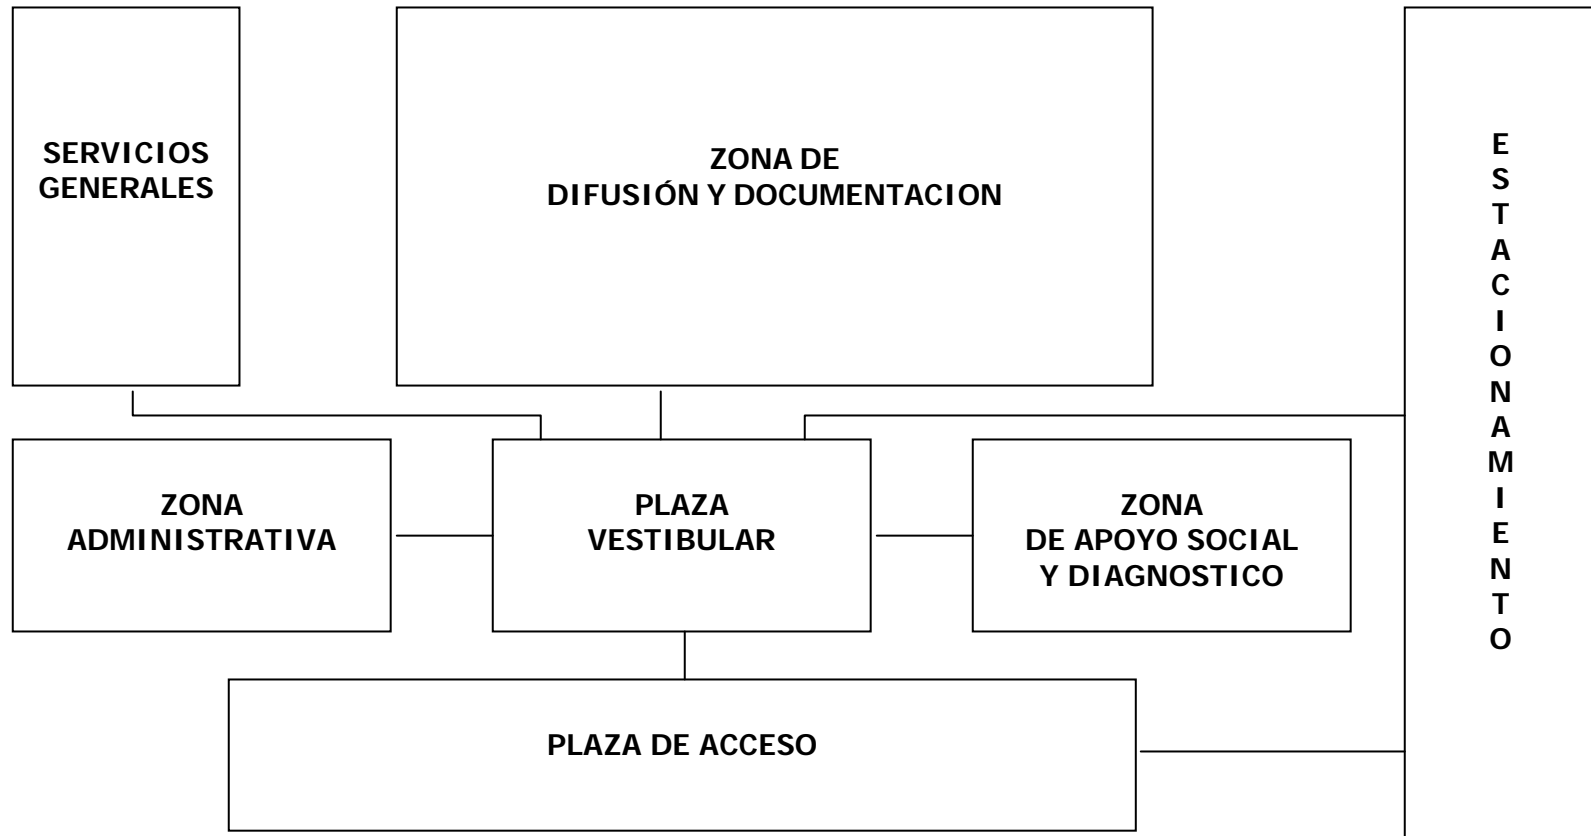 SERVICIOS
GENERALES
ZONA DE
DIFUSIÓN Y DOCUMENTACION
E
S
T
A
C
I
O
N
A
M
I
E
N
T
O
ZONA
ADMINISTRATIVA
PLAZA
VESTIBULAR
ZONA
DE APOYO SOCIAL
Y DIAGNOSTICO
PLAZA DE ACCESO